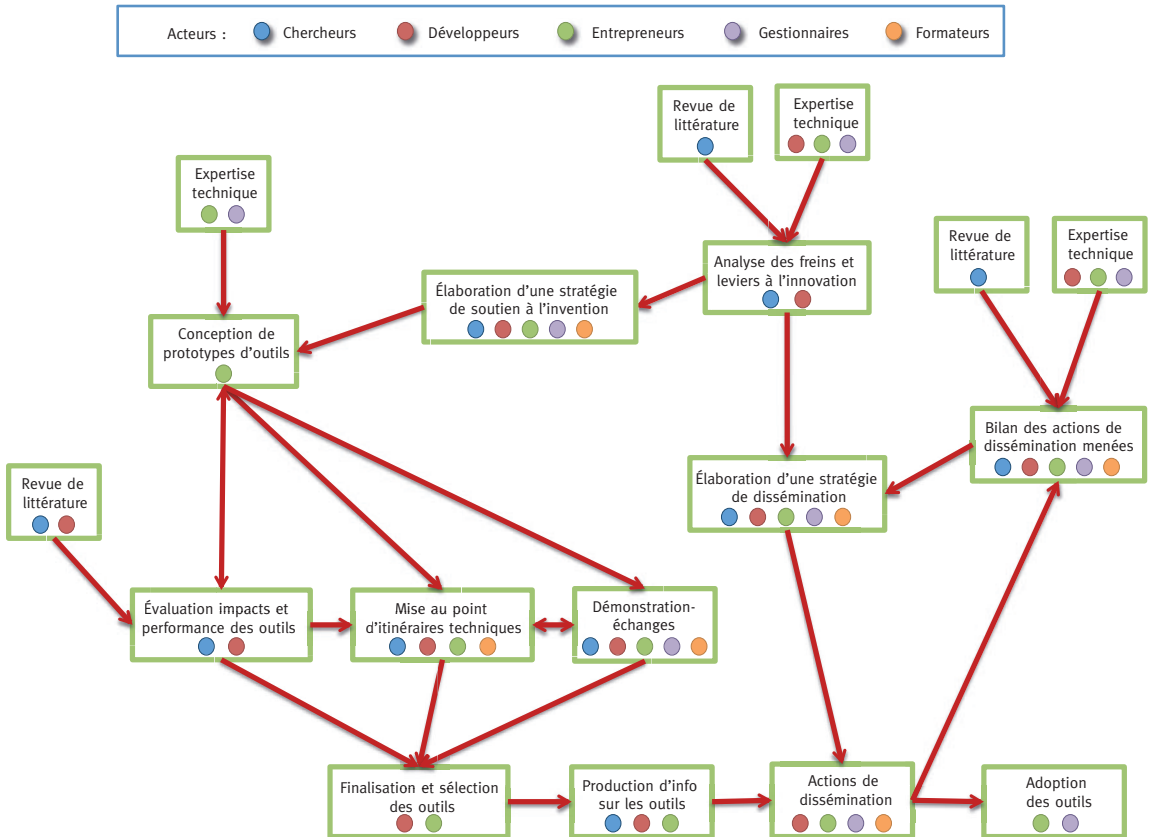 Acteurs : Chercheurs Développeurs Entrepreneurs Gestionnaires Formateurs
Revue de
littérature
Expertise
technique
Expertise
technique
Revue de
littérature
Expertise
technique
Analyse des freins et
leviers à l'innovation
Élaboration d'une stratégie
de soutien à l'invention
Conception de
prototypes d'outils
Bilan des actions de
dissémination menées
Élaboration d'une stratégie
de dissémination
Revue de
littérature
Évaluation impacts et
performance des outils
Mise au point
d'itinéraires techniques
Démonstration-
échanges
Finalisation et sélection
des outils
Production d'info
sur les outils
Actions de
dissémination
Adoption
des outils